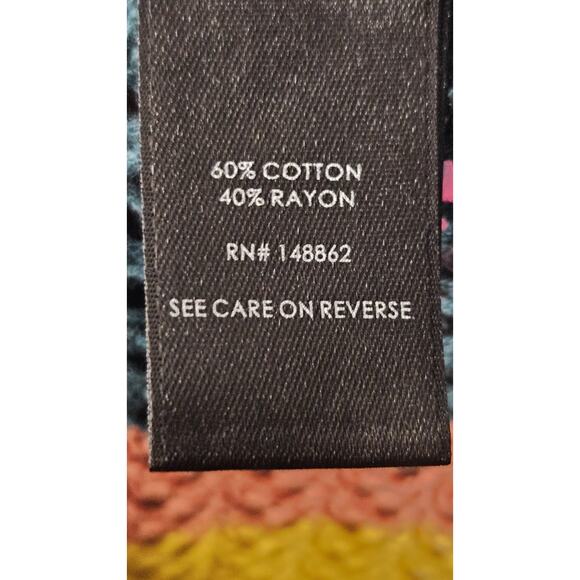 60% COTTON
40% RAYON
RN# 148862
SEE CARE ON REVERSE